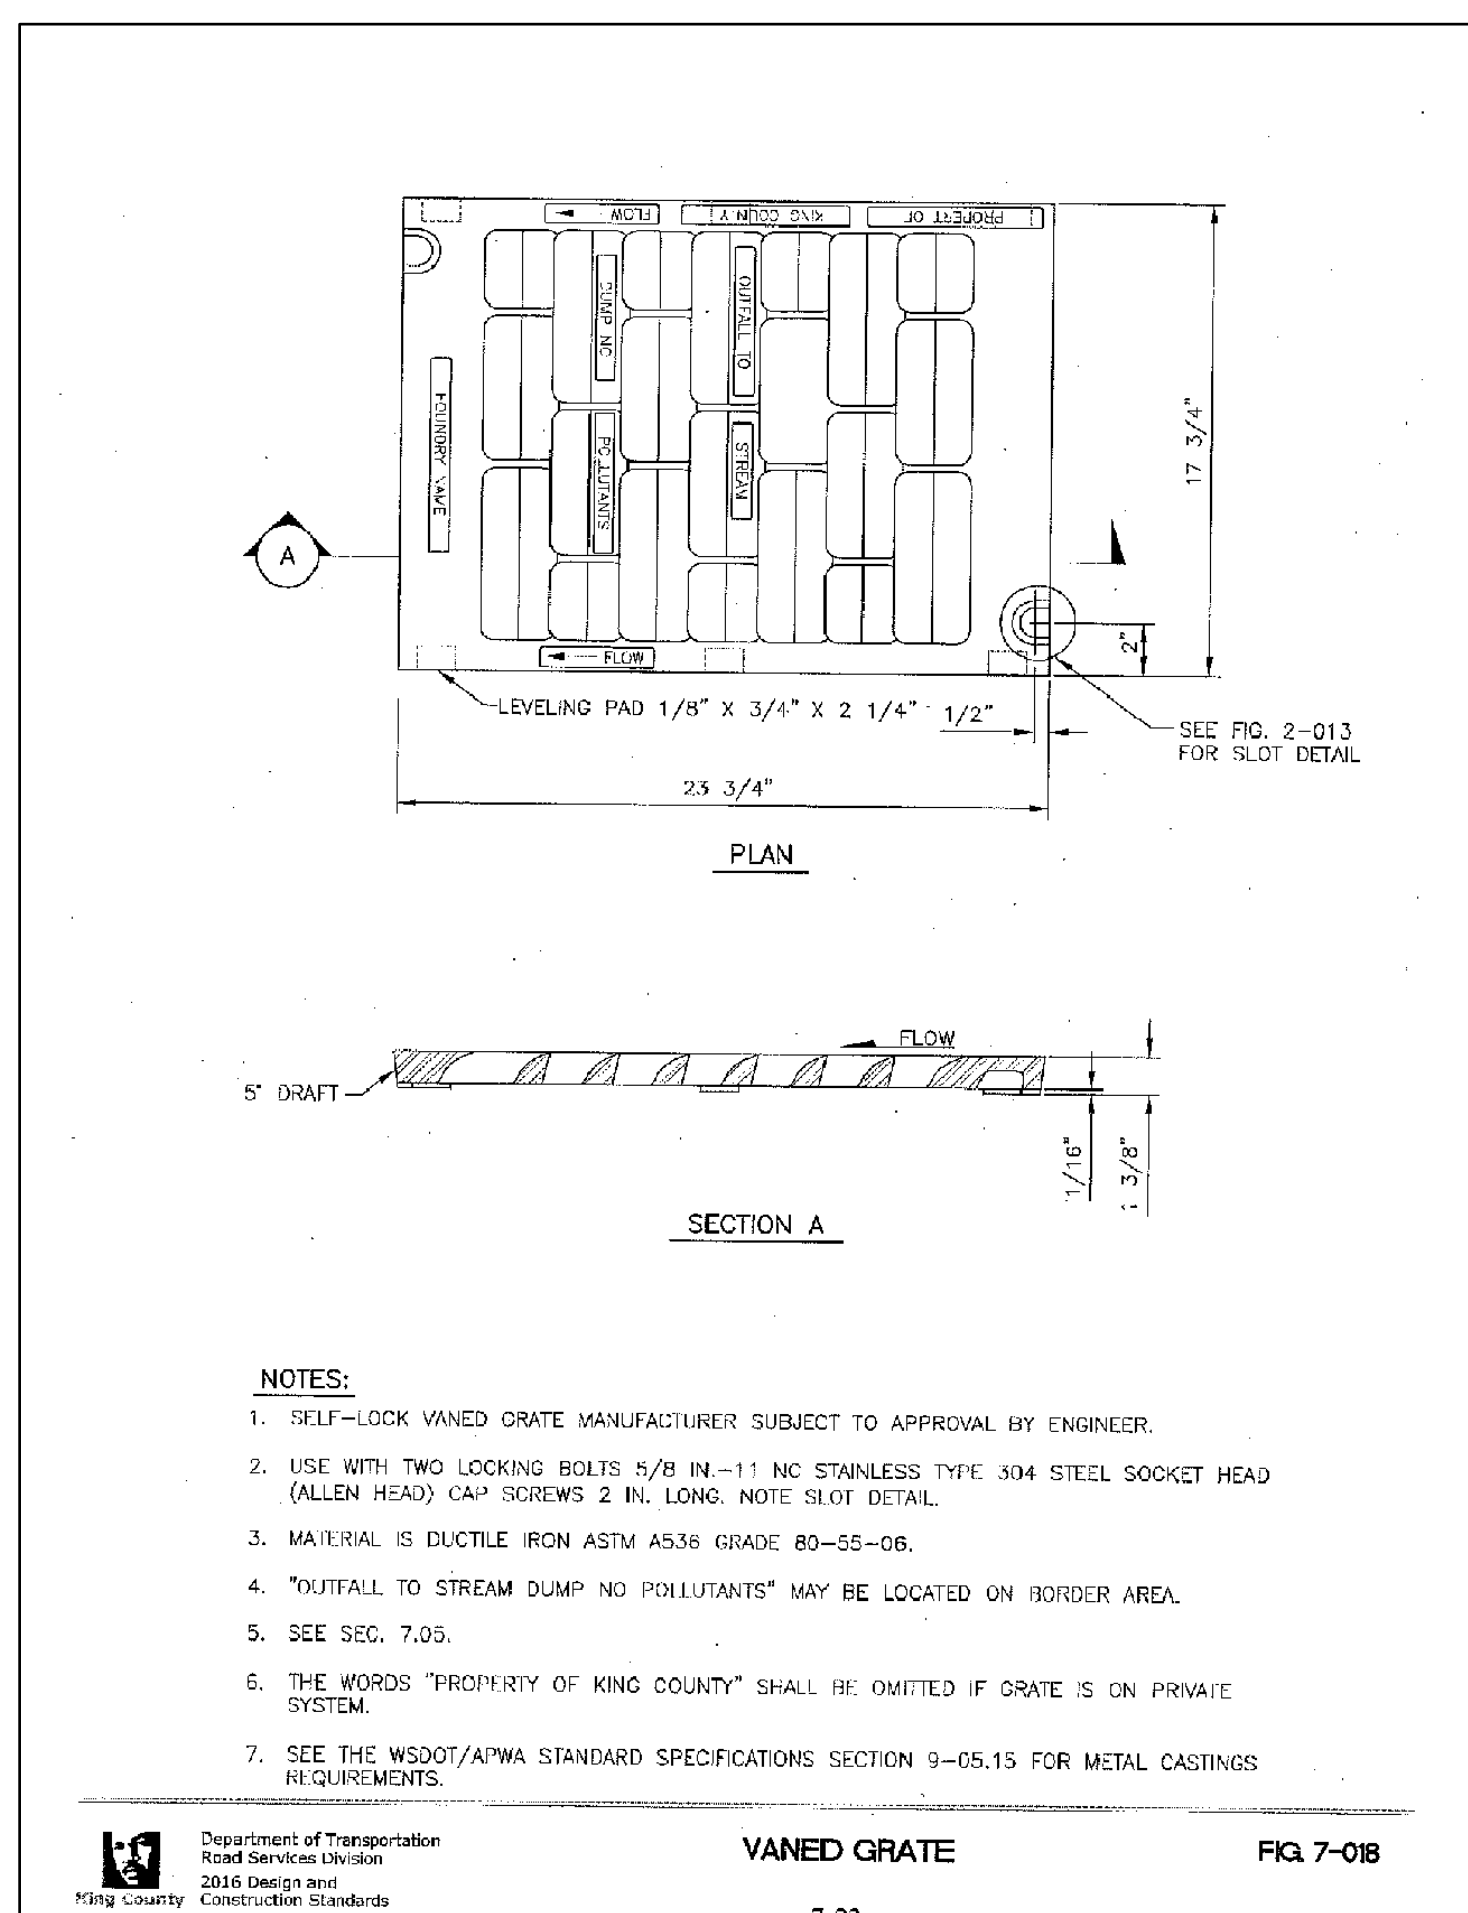 FLOW
KING COUNTY
PROPERTY OF
DUMP NO
OUTFALL TO
FOUNDRY NAME
POLLUTANTS
STREAM
17 3/4"
A
2"
FLOW
LEVELING PAD 1/8" X 3/4" X 2 1/4"
1/2"
SEE FIG. 2-013
FOR SLOT DETAIL
23 3/4"
PLAN
FLOW
5° DRAFT
1/16"
1 3/8"
SECTION A
NOTES:
1. SELF-LOCK VANED GRATE MANUFACTURER SUBJECT TO APPROVAL BY ENGINEER.
2. USE WITH TWO LOCKING BOLTS 5/8 IN.-11 NC STAINLESS TYPE 304 STEEL SOCKET HEAD
(ALLEN HEAD) CAP SCREWS 2 IN. LONG. NOTE SLOT DETAIL.
3. MATERIAL IS DUCTILE IRON ASTM A536 GRADE 80-55-06.
4. "OUTFALL TO STREAM DUMP NO POLLUTANTS" MAY BE LOCATED ON BORDER AREA.
5. SEE SEC. 7.05.
6. THE WORDS "PROPERTY OF KING COUNTY" SHALL BE OMITTED IF GRATE IS ON PRIVATE
SYSTEM.
7. SEE THE WSDOT/APWA STANDARD SPECIFICATIONS SECTION 9-05.15 FOR METAL CASTINGS
REQUIREMENTS.
King County
Department of Transportation
Road Services Division
2016 Design and
Construction Standards
VANED GRATE
FIG. 7-018